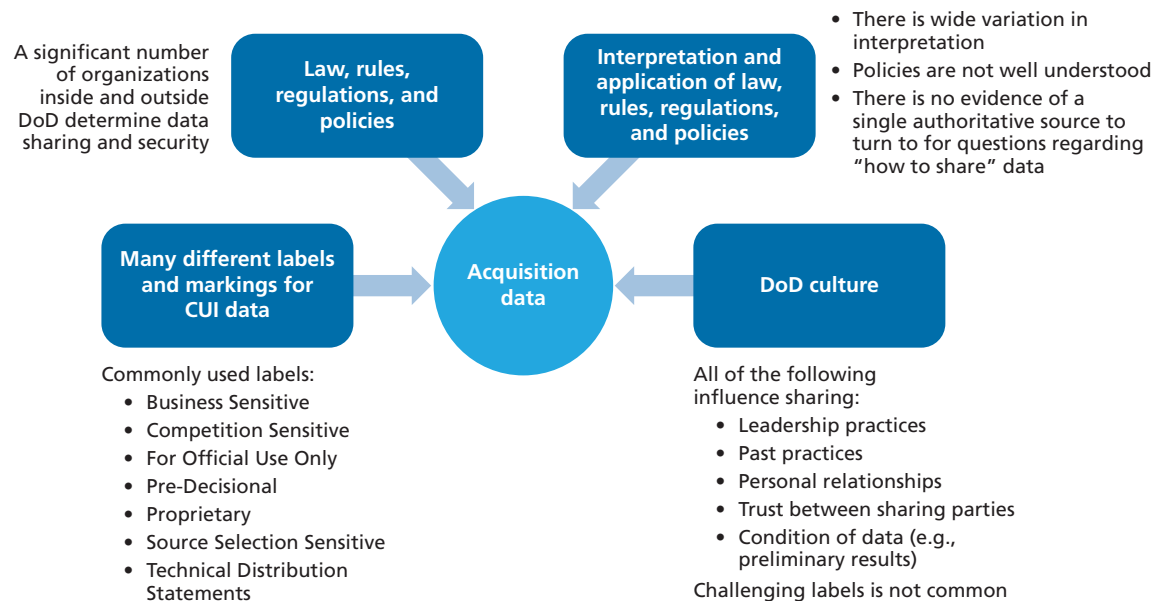 A significant number
of organizations
inside and outside
DoD determine data
sharing and security
Law, rules,
regulations, and
policies
Interpretation and
application of law,
rules, regulations,
and policies
• There is wide variation in
interpretation
• Policies are not well understood
• There is no evidence of a
single authoritative source to
turn to for questions regarding
“how to share” data
Many different labels
and markings for
CUI data
Acquisition
data
DoD culture
Commonly used labels:
• Business Sensitive
• Competition Sensitive
• For Official Use Only
• Pre-Decisional
• Proprietary
• Source Selection Sensitive
• Technical Distribution
Statements
All of the following
influence sharing:
• Leadership practices
• Past practices
• Personal relationships
• Trust between sharing parties
• Condition of data (e.g.,
preliminary results)
Challenging labels is not common